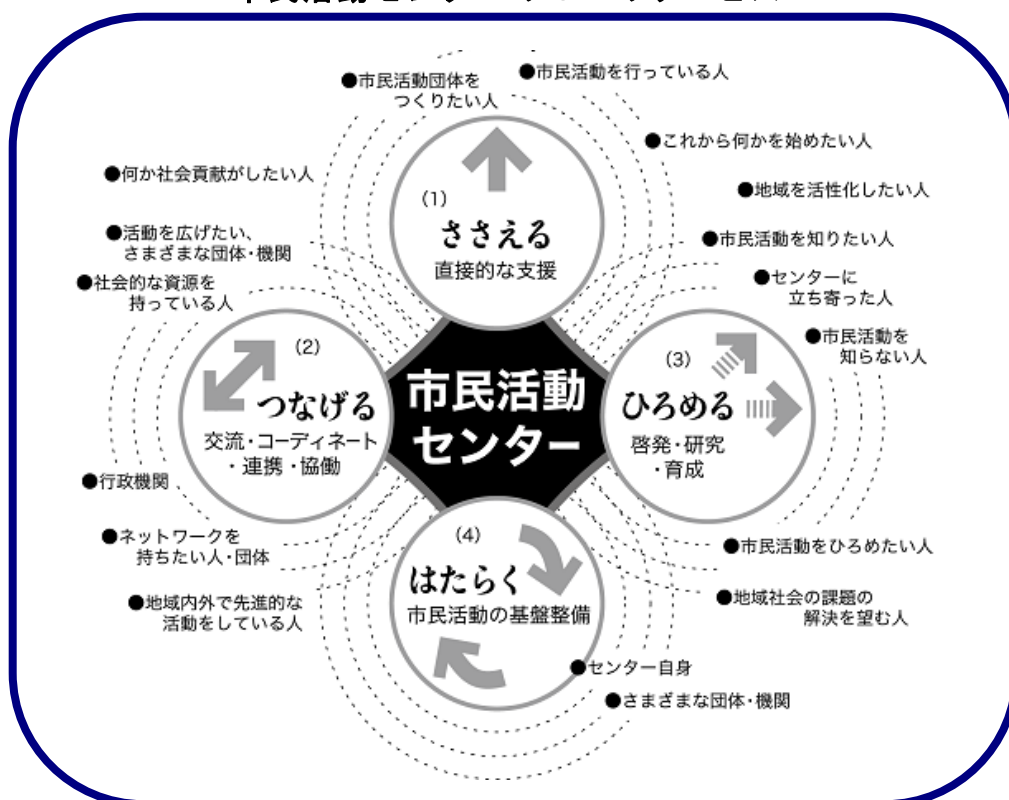 ●市民活動団体を
つくりたい人
●市民活動を行っている人
●これから何かを始めたい人
●何か社会貢献がしたい人
●地域を活性化したい人
(1)
ささえる
直接的な支援
●活動を広げたい、
さまざまな団体・機関
●市民活動を知りたい人
●社会的な資源を
持っている人
●センターに
立ち寄った人
●市民活動を
知らない人
(2)
つなげる
交流・コーディネート
・連携・協働
市民活動
センター
(3)
ひろめる
啓発・研究
・育成
●行政機関
●ネットワークを
持ちたい人・団体
●地域内外で先進的な
活動をしている人
(4)
はたらく
市民活動の基盤整備
●市民活動をひろめたい人
●地域社会の課題の
解決を望む人
●センター自身
●さまざまな団体・機関